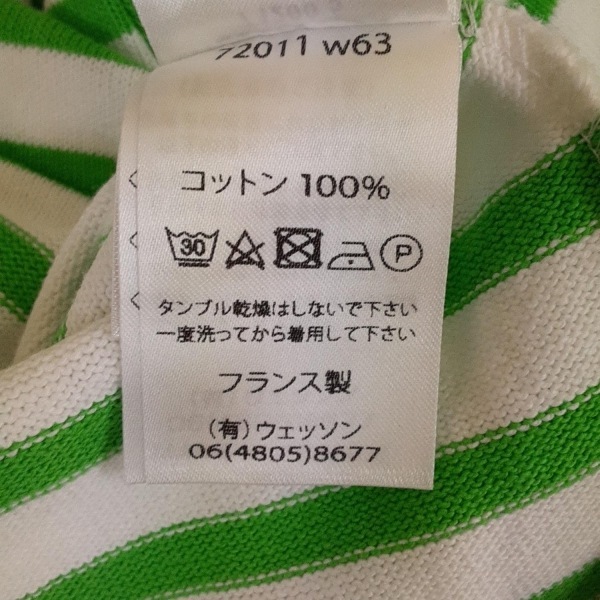 72011 w63
コットン 100%
30 P
タンブル乾燥はしないで下さい
一度洗ってから着用して下さい
フランス製
(有)ウェッソン
06(4805)8677